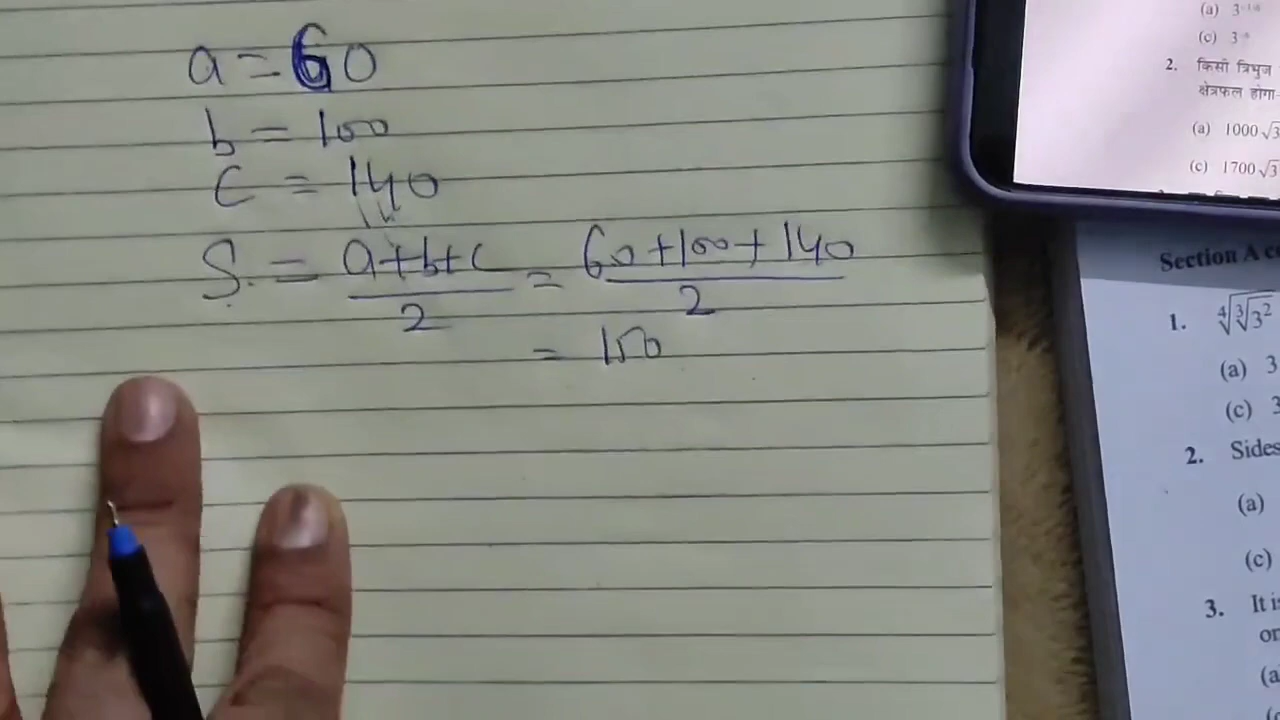 a = 60
b = 100
c = 140
S = a+b+c / 2 = 60+100+140 / 2
= 150
(a) 3
(c) 3
2. किसी त्रिभुज
क्षेत्रफल होगा-
(a) 1000√3
(c) 1700√3
Section A
1. ∜∛3²
(a) 3
(c) 3
2. Sides
(a)
(c)
3. It
(a